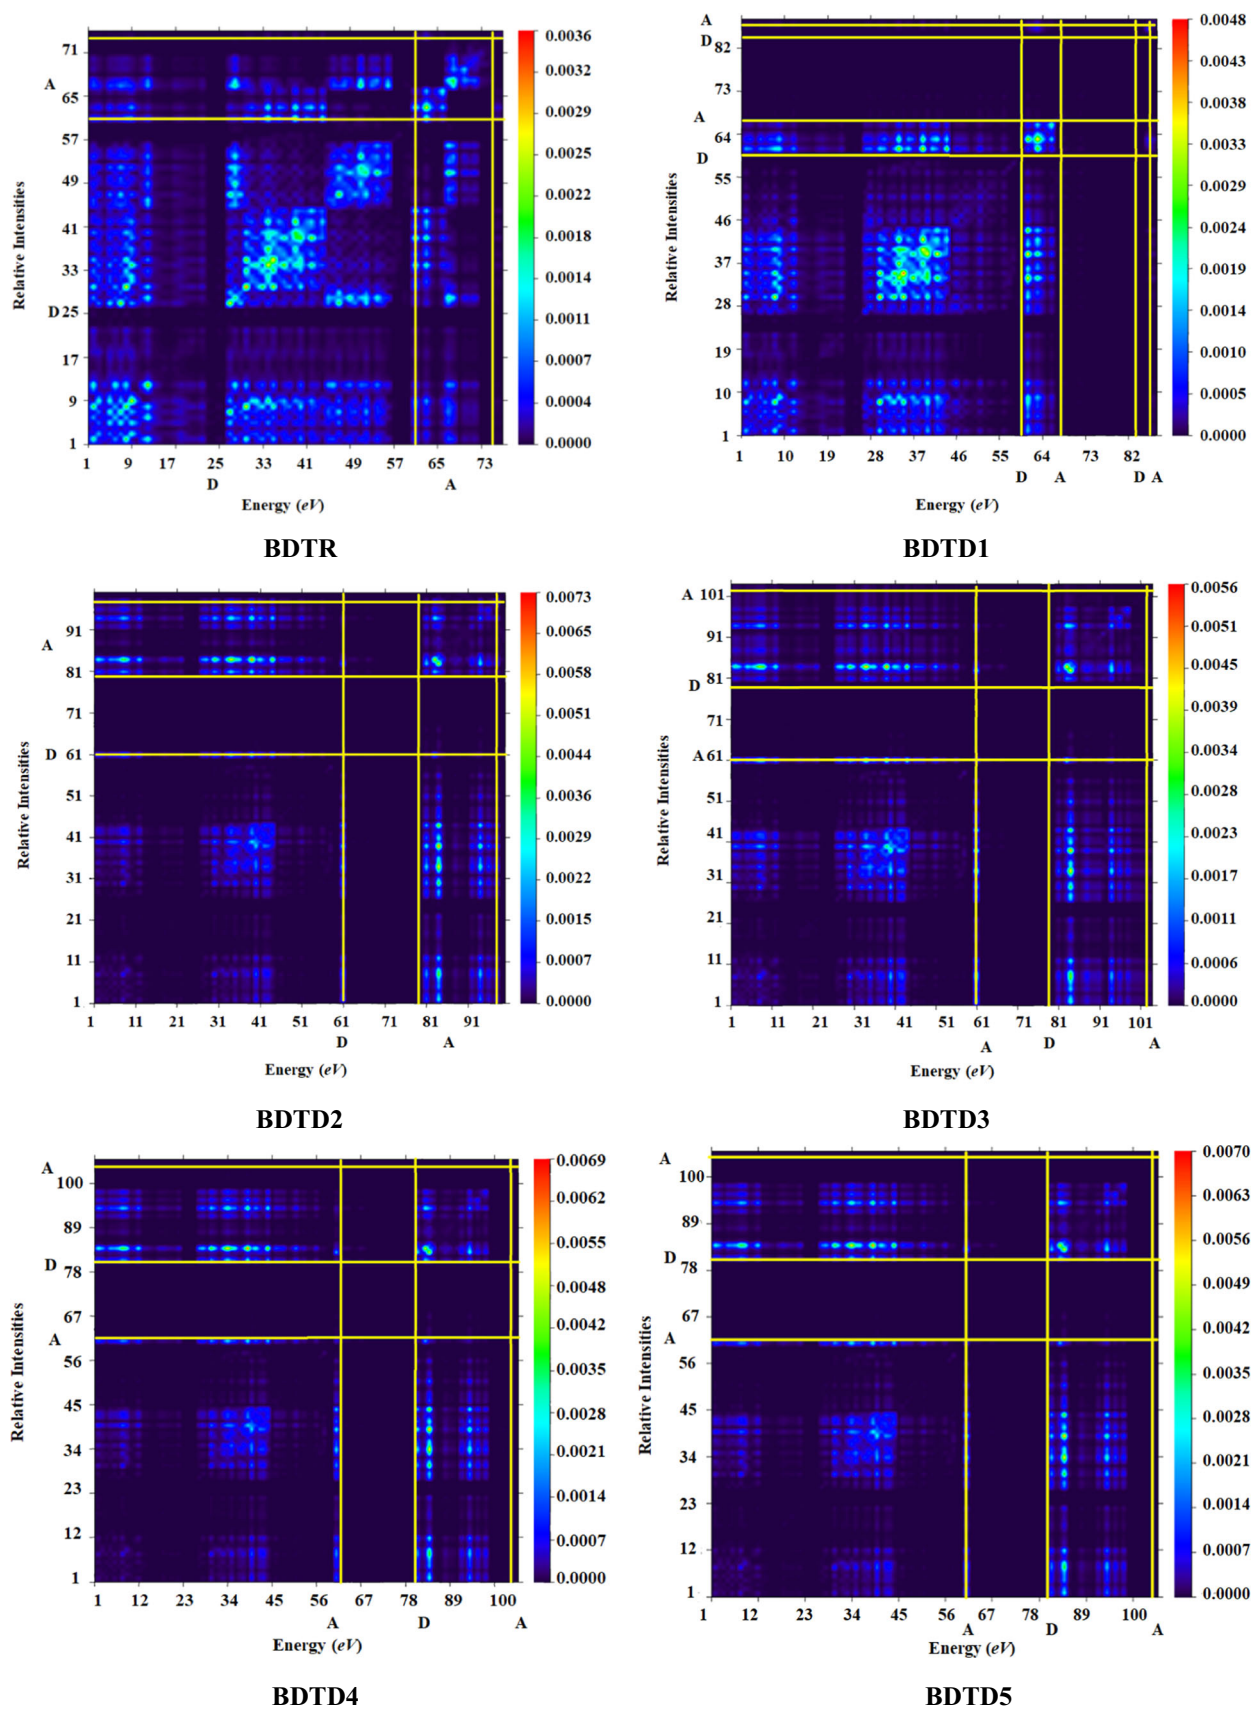 A
71
65
57
49
41
33
D 25
17
9
1
Relative Intensities
1 9 17 25 33 41 49 57 65 73
D A
Energy (eV)
0.0036
0.0032
0.0029
0.0025
0.0022
0.0018
0.0014
0.0011
0.0007
0.0004
0.0000
BDTR
A
D
82
73
A
64
D
55
46
37
28
19
10
1
Relative Intensities
1 10 19 28 37 46 55 64 73 82
D A D A
Energy (eV)
0.0048
0.0043
0.0038
0.0033
0.0029
0.0024
0.0019
0.0014
0.0010
0.0005
0.0000
BDTD1
91
A
81
71
D 61
51
41
31
21
11
1
Relative Intensities
1 11 21 31 41 51 61 71 81 91
D A
Energy (eV)
0.0073
0.0065
0.0058
0.0051
0.0044
0.0036
0.0029
0.0022
0.0015
0.0007
0.0000
BDTD2
A 101
91
81
D
71
A 61
51
41
31
21
11
1
Relative Intensities
1 11 21 31 41 51 61 71 81 91 101
A D A
Energy (eV)
0.0056
0.0051
0.0045
0.0039
0.0034
0.0028
0.0023
0.0017
0.0011
0.0006
0.0000
BDTD3
A
100
89
D
78
67
A
56
45
34
23
12
1
Relative Intensities
1 12 23 34 45 56 67 78 89 100
A D A
Energy (eV)
0.0069
0.0062
0.0055
0.0048
0.0042
0.0035
0.0028
0.0021
0.0014
0.0007
0.0000
BDTD4
A
100
89
D
78
67
A
56
45
34
23
12
1
Relative Intensities
1 12 23 34 45 56 67 78 89 100
A D A
Energy (eV)
0.0070
0.0063
0.0056
0.0049
0.0042
0.0035
0.0028
0.0021
0.0014
0.0007
0.0000
BDTD5